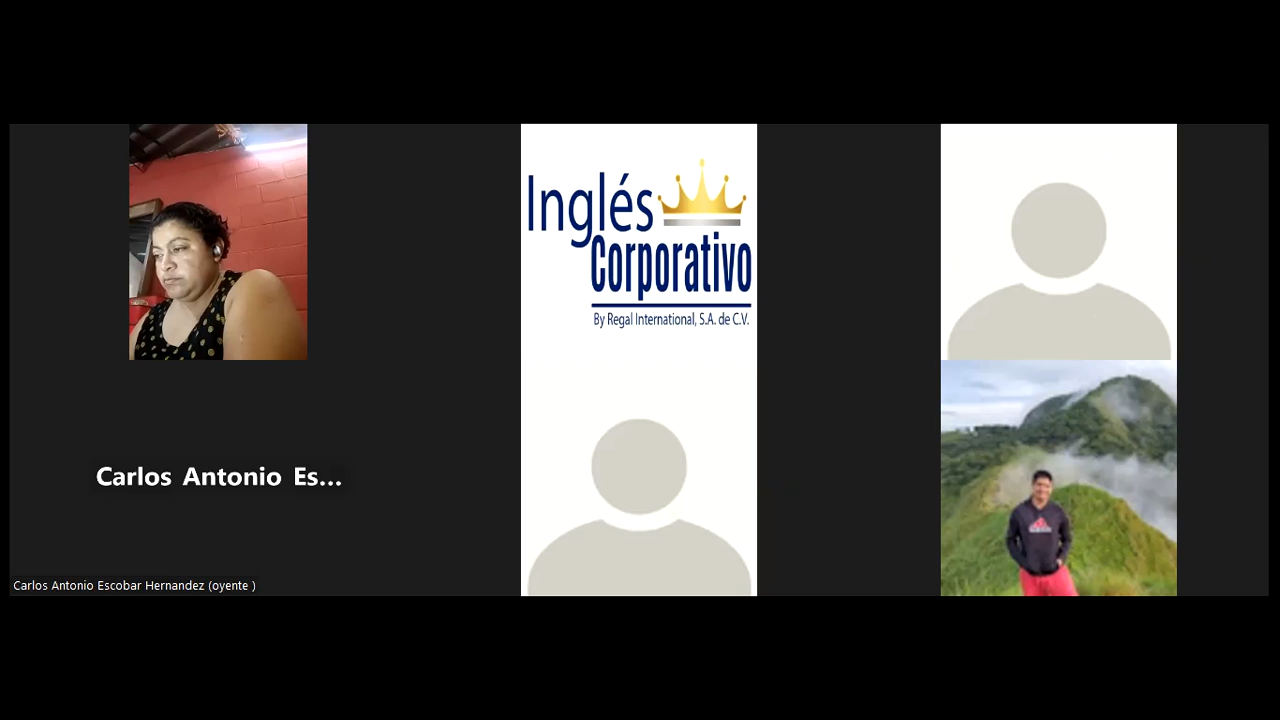 Inglés
Corporativo
By Regal International, S.A. de C.V.
Carlos Antonio Es...
Carlos Antonio Escobar Hernandez (oyente )